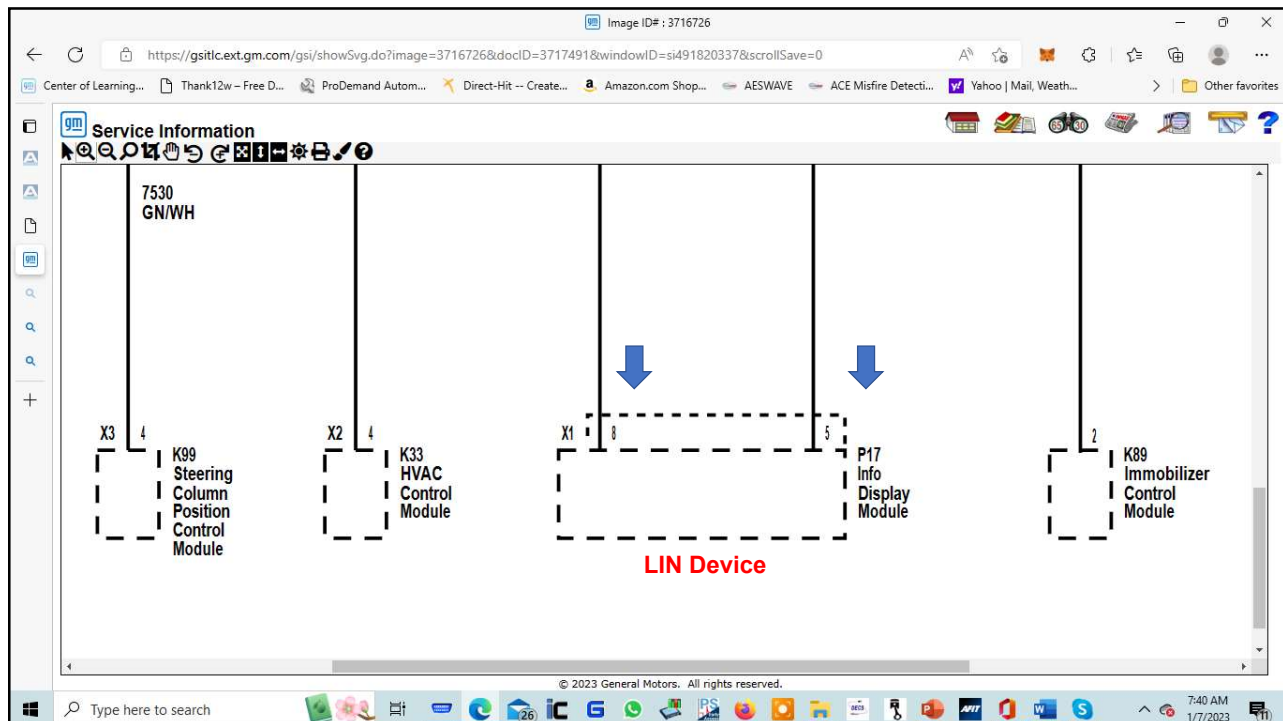 gm Image ID# : 3716726
https://gsitlc.ext.gm.com/gsi/showSvg.do?image=3716726&docID=3717491&windowID=si491820337&scrollSave=0
Center of Learning... Thank12w – Free D... ProDemand Autom... Direct-Hit -- Create... Amazon.com Shop... AESWAVE ACE Misfire Detecti... Yahoo | Mail, Weath... Other favorites
gm Service Information
7530
GN/WH
X3 4
K99
Steering
Column
Position
Control
Module
X2 4
K33
HVAC
Control
Module
X1 8 5
P17
Info
Display
Module
2
K89
Immobilizer
Control
Module
LIN Device
© 2023 General Motors. All rights reserved.
Type here to search
26
7:40 AM
1/7/2023